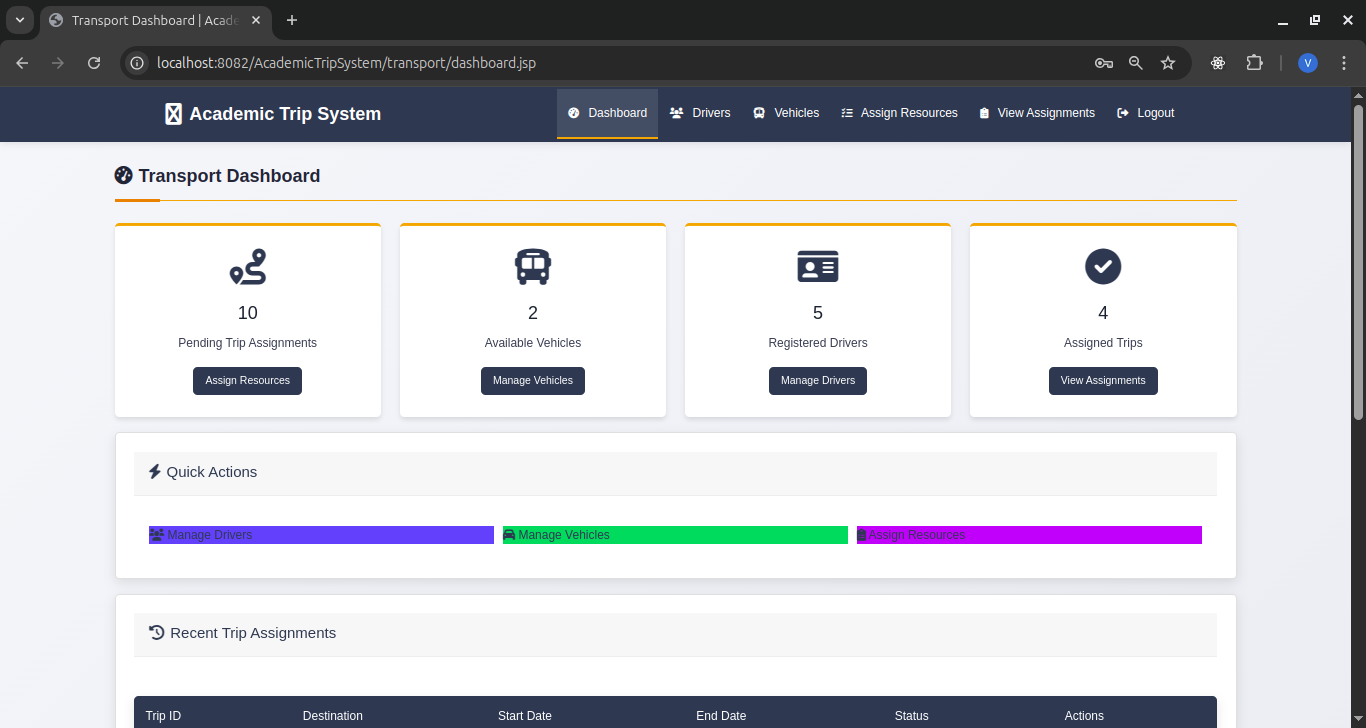 Transport Dashboard | Acade
localhost:8082/AcademicTripSystem/transport/dashboard.jsp
V
Academic Trip System
Dashboard
Drivers
Vehicles
Assign Resources
View Assignments
Logout
Transport Dashboard
10
Pending Trip Assignments
Assign Resources
2
Available Vehicles
Manage Vehicles
5
Registered Drivers
Manage Drivers
4
Assigned Trips
View Assignments
Quick Actions
Manage Drivers
Manage Vehicles
Assign Resources
Recent Trip Assignments
Trip ID Destination Start Date End Date Status Actions